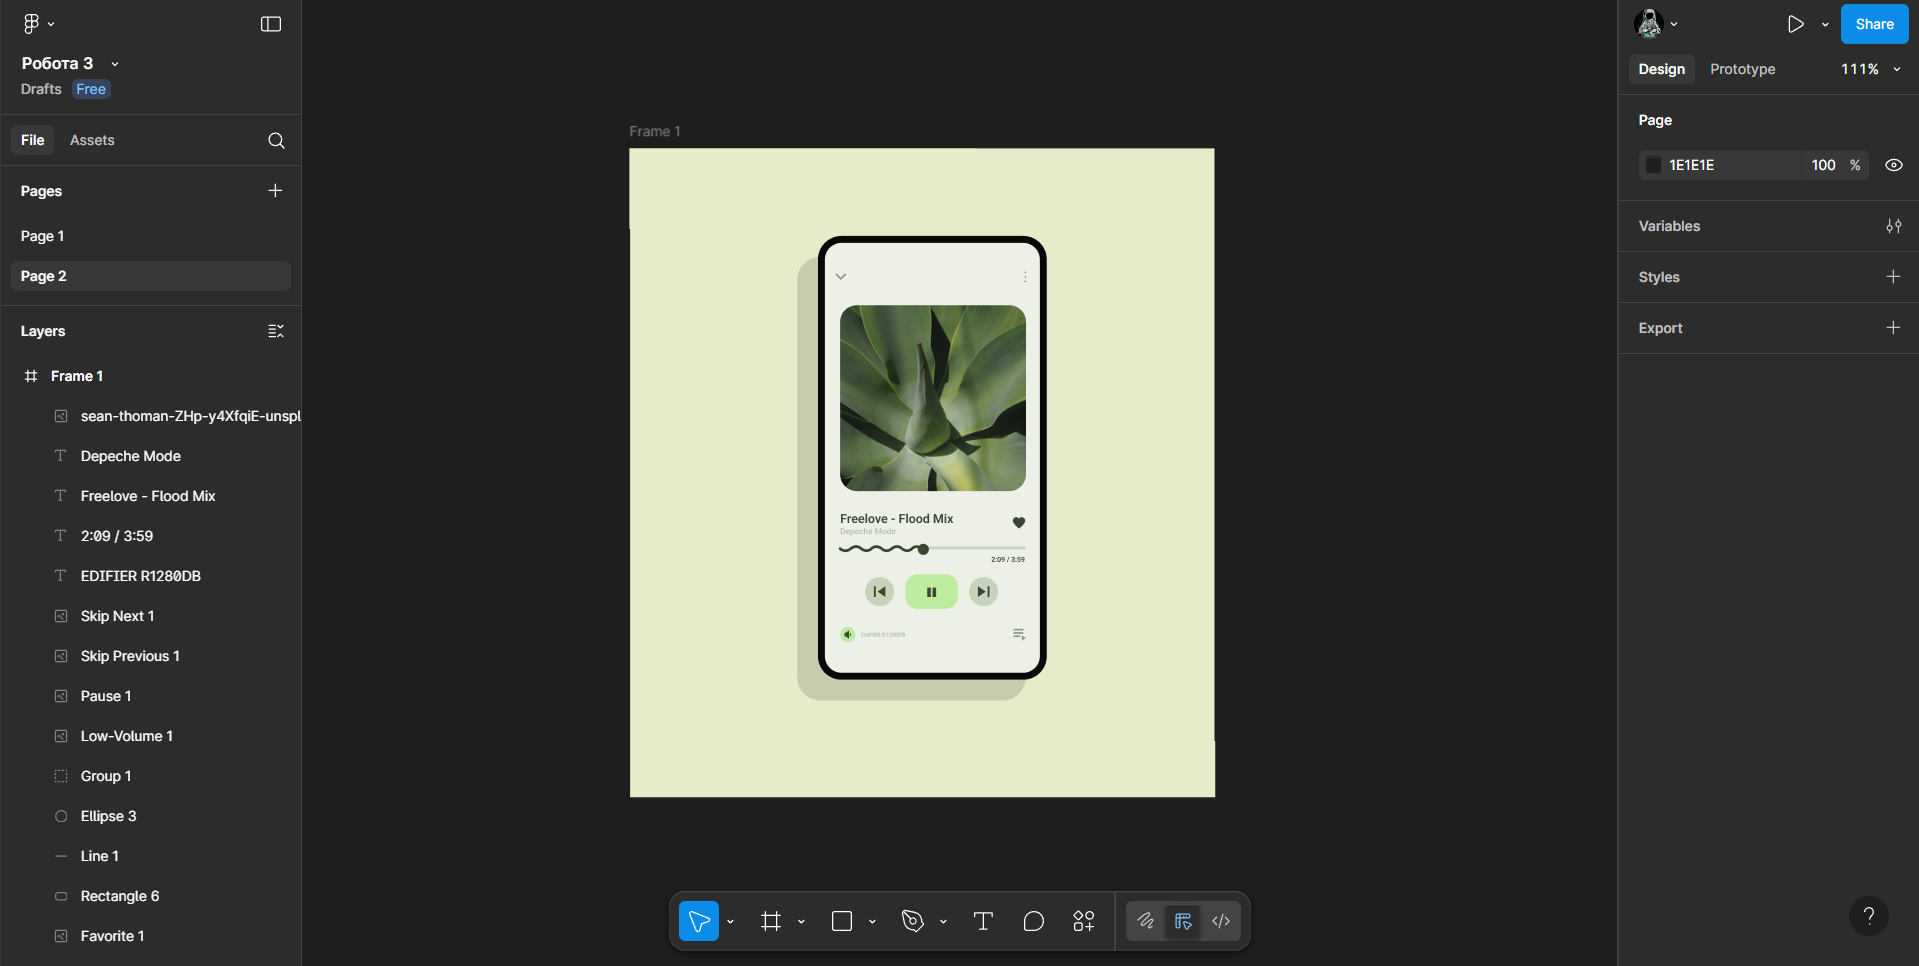 Робота 3
Drafts Free
File Assets
Pages
Page 1
Page 2
Layers
Frame 1
sean-thoman-ZHp-y4XfqiE-unspl
Depeche Mode
Freelove - Flood Mix
2:09 / 3:59
EDIFIER R1280DB
Skip Next 1
Skip Previous 1
Pause 1
Low-Volume 1
Group 1
Ellipse 3
Line 1
Rectangle 6
Favorite 1
Frame 1
Freelove - Flood Mix
Depeche Mode
2:09 / 3:59
EDIFIER R1280DB
Share
Design Prototype 111%
Page
1E1E1E 100 %
Variables
Styles
Export
?